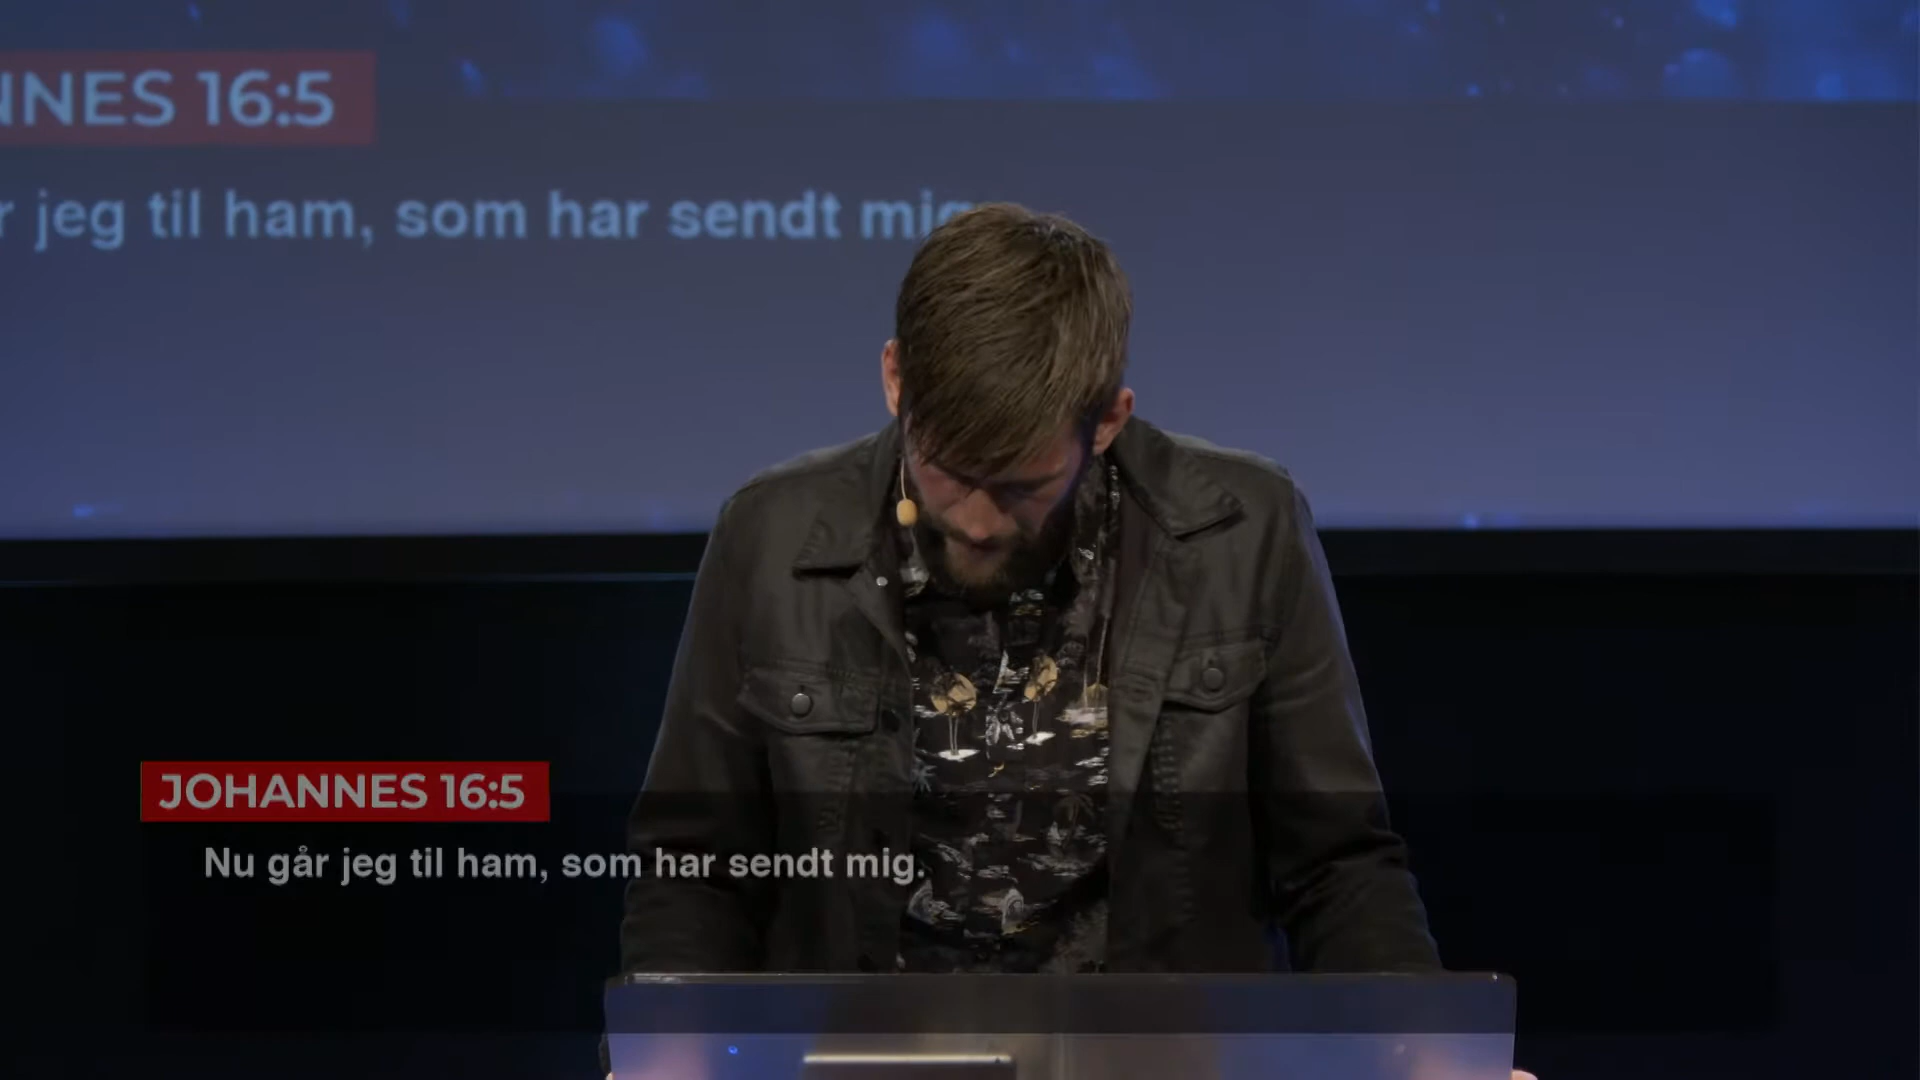 NNES 16:5
r jeg til ham, som har sendt mig
JOHANNES 16:5
Nu går jeg til ham, som har sendt mig.